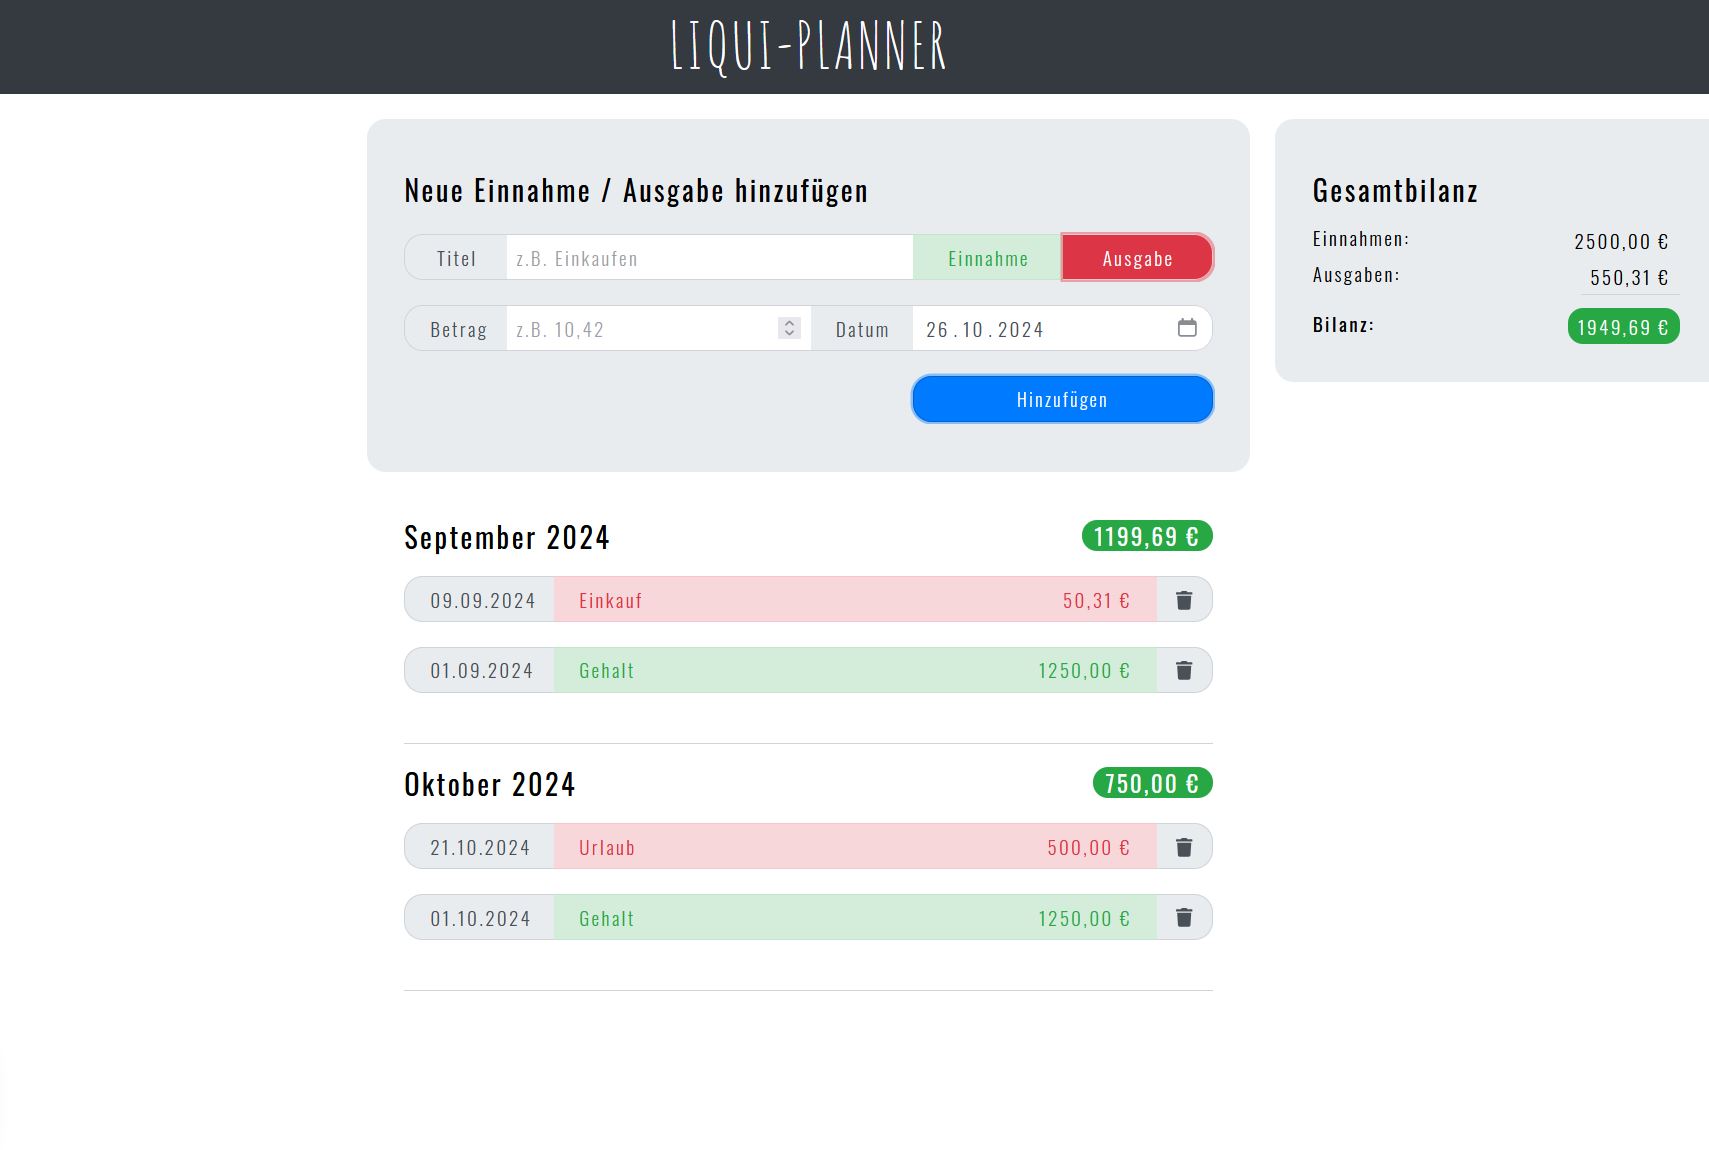 LIQUI-PLANNER
Neue Einnahme / Ausgabe hinzufügen
Titel z.B. Einkaufen Einnahme Ausgabe
Betrag z.B. 10,42 Datum 26.10.2024
Hinzufügen
Gesamtbilanz
Einnahmen: 2500,00 €
Ausgaben: 550,31 €
Bilanz: 1949,69 €
September 2024 1199,69 €
09.09.2024 Einkauf 50,31 €
01.09.2024 Gehalt 1250,00 €
Oktober 2024 750,00 €
21.10.2024 Urlaub 500,00 €
01.10.2024 Gehalt 1250,00 €